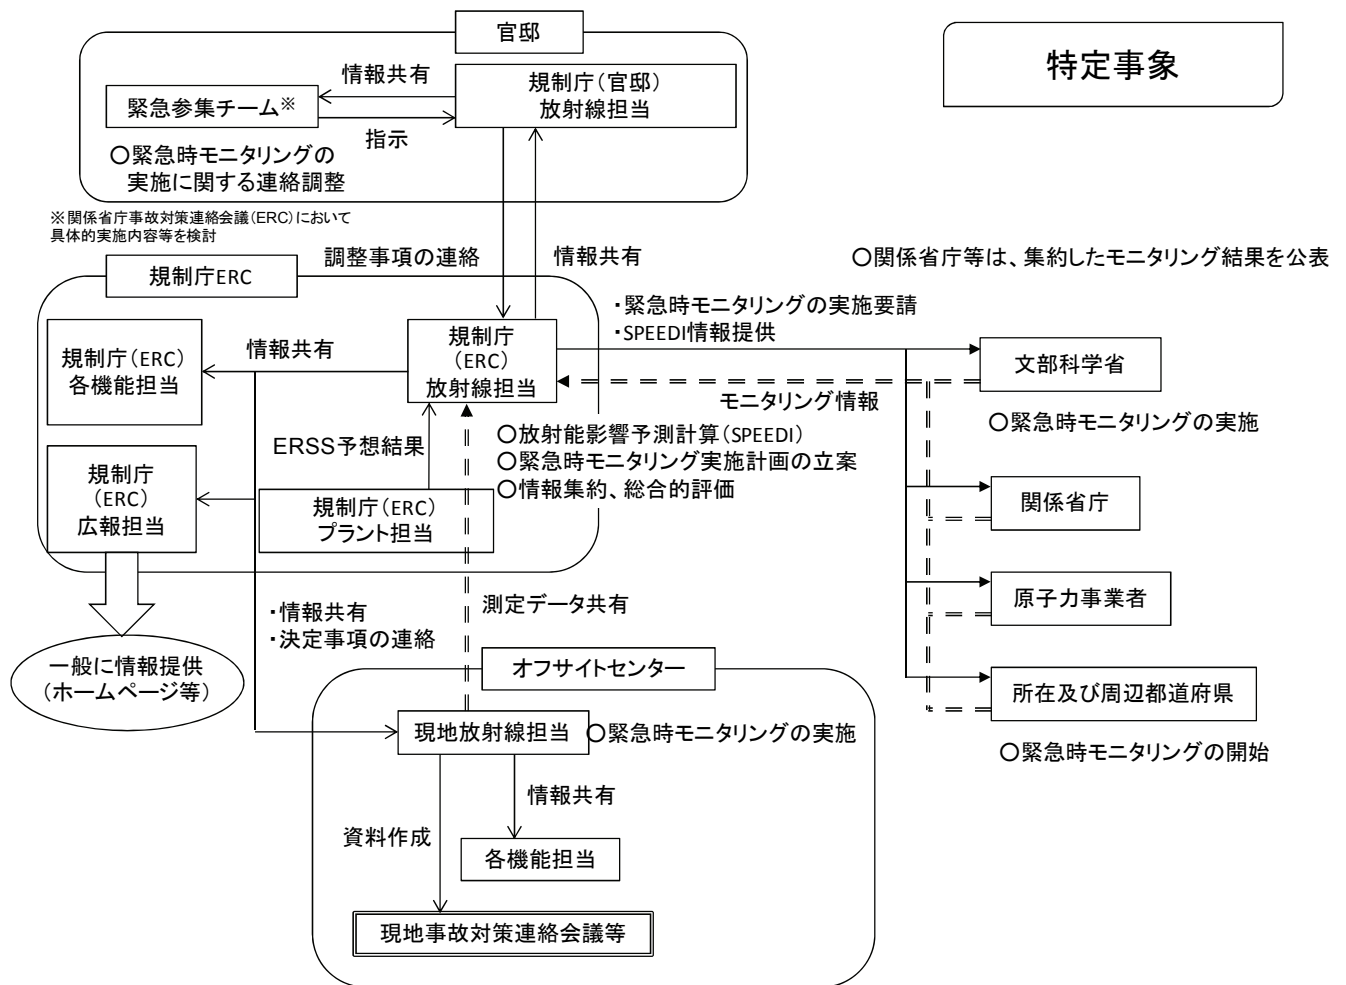 官邸
特定事象
情報共有
緊急参集チーム※
規制庁（官邸）
放射線担当
指示
○緊急時モニタリングの
実施に関する連絡調整
※関係省庁事故対策連絡会議（ERC）において
具体的実施内容等を検討
調整事項の連絡
情報共有
○関係省庁等は、集約したモニタリング結果を公表
規制庁ERC
・緊急時モニタリングの実施要請
・SPEEDI情報提供
規制庁（ERC）
各機能担当
情報共有
規制庁
（ERC）
放射線担当
文部科学省
モニタリング情報
○緊急時モニタリングの実施
ERSS予想結果
○放射能影響予測計算（SPEEDI）
○緊急時モニタリング実施計画の立案
○情報集約、総合的評価
規制庁
（ERC）
広報担当
規制庁（ERC）
プラント担当
関係省庁
原子力事業者
・情報共有
・決定事項の連絡
測定データ共有
一般に情報提供
（ホームページ等）
オフサイトセンター
所在及び周辺都道府県
現地放射線担当
○緊急時モニタリングの実施
○緊急時モニタリングの開始
情報共有
資料作成
各機能担当
現地事故対策連絡会議等